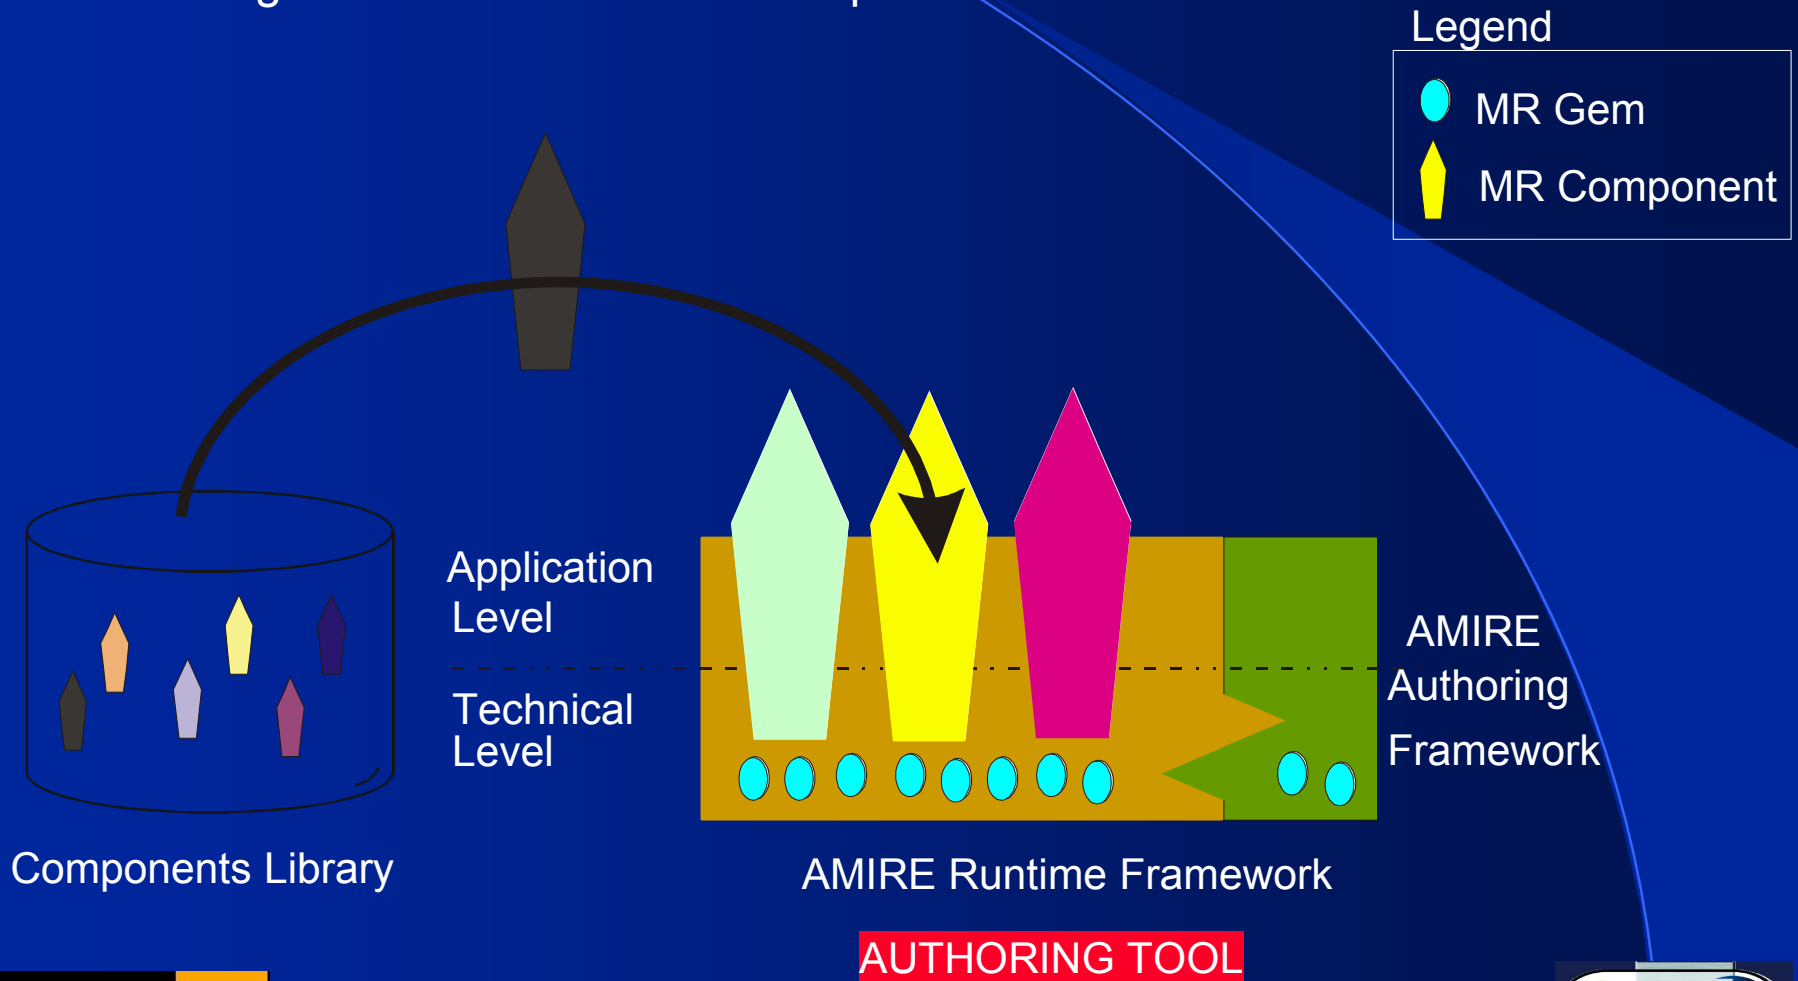 Legend
MR Gem
MR Component
Application
Level
Technical
Level
AMIRE
Authoring
Framework
Components Library
AMIRE Runtime Framework
AUTHORING TOOL